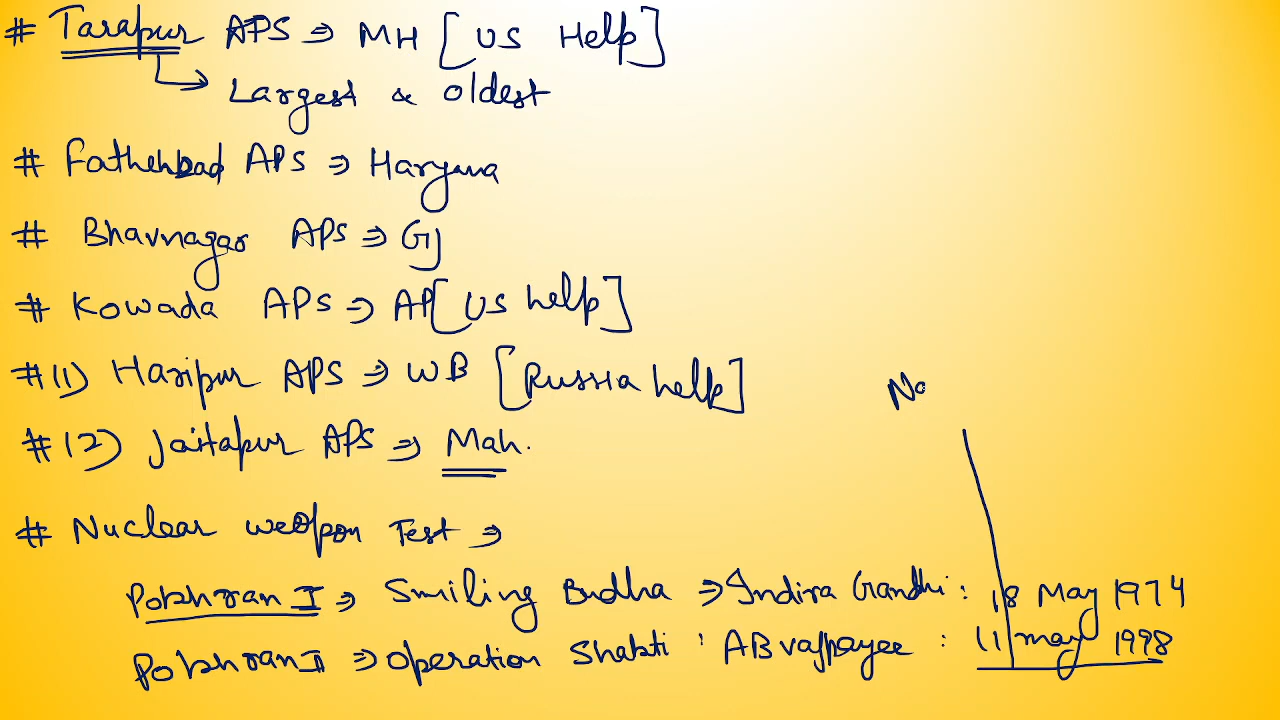 # Tarapur APS ⇒ MH [US Help]
↳ Largest & oldest
# Fathehbad APS ⇒ Haryana
# Bhavnagar APS ⇒ GJ
# Kowada APS ⇒ AP [US help]
#11) Haripur APS ⇒ WB [Russia help]
No
#12) Jaitapur APS ⇒ Mah.
# Nuclear weapon Test ⇒
Pokhran I ⇒ Smiling Budha ⇒ Indira Gandhi : 18 May 1974
Pokhran II ⇒ Operation Shakti : AB vajpayee : 11 may 1998